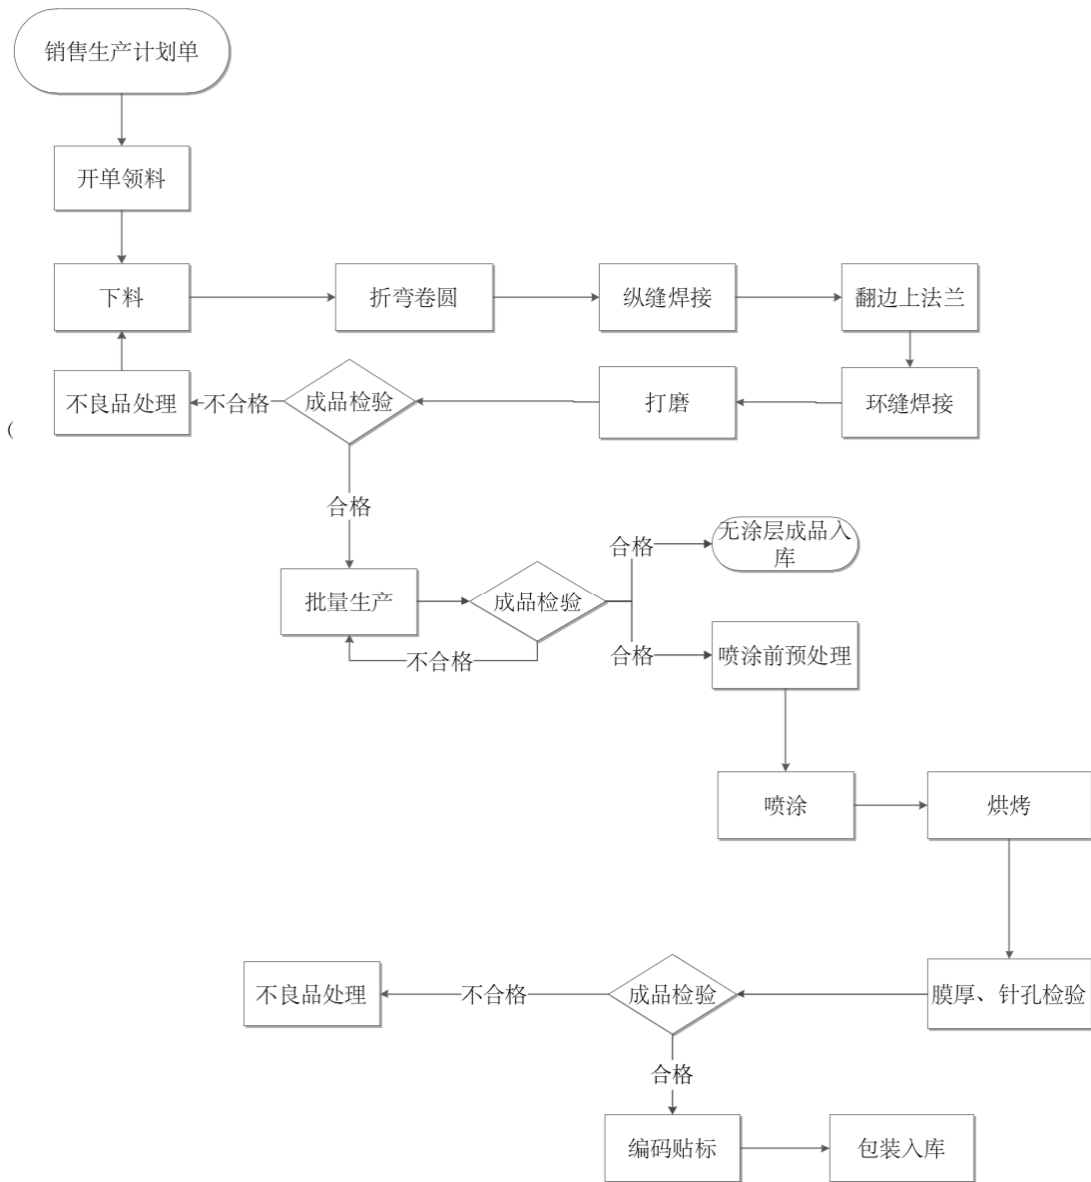 销售生产计划单
开单领料
下料
折弯卷圆
纵缝焊接
翻边上法兰
不良品处理
不合格
成品检验
打磨
环缝焊接
(
合格
批量生产
成品检验
不合格
合格
无涂层成品入
库
合格
喷涂前预处理
喷涂
烘烤
膜厚、针孔检验
成品检验
不合格
不良品处理
合格
编码贴标
包装入库